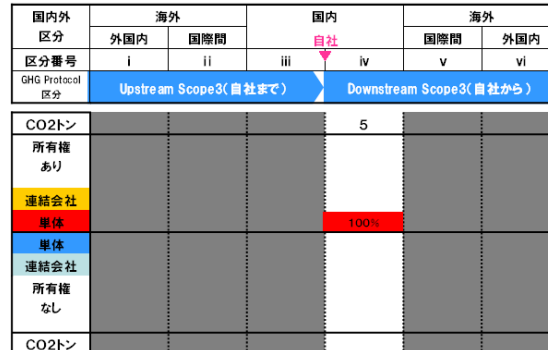 国内外 海外 国内 海外
区分 外国内 国際間 自社 国際間 外国内
区分番号 i ii iii iv v vi
GHG Protocol
区分 Upstream Scope3(自社まで) Downstream Scope3(自社から)
CO2トン 5
所有権
あり
連結会社
単体 100%
単体
連結会社
所有権
なし
CO2トン